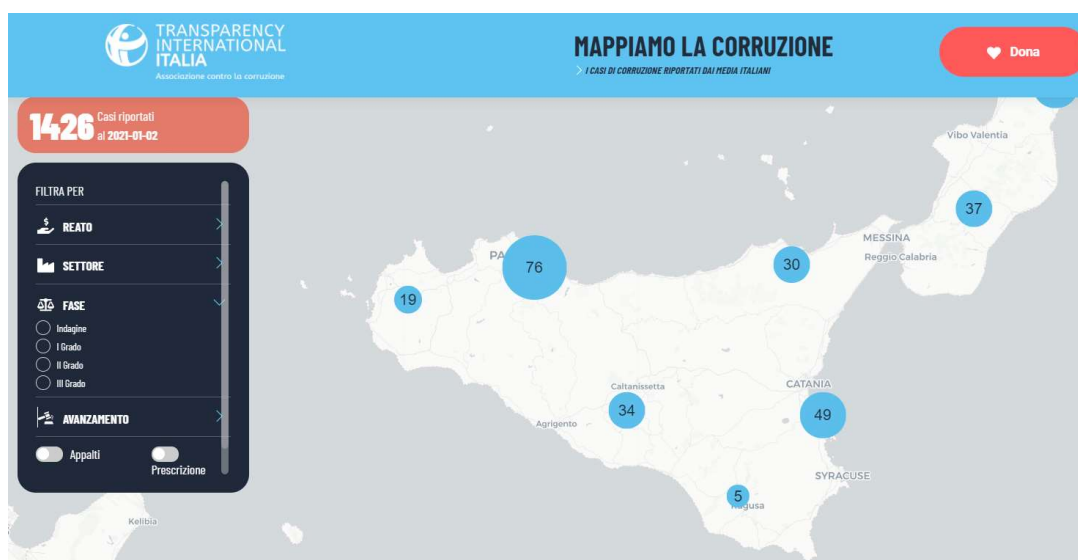 TRANSPARENCY
INTERNATIONAL
ITALIA
Associazione contro la corruzione
MAPPIAMO LA CORRUZIONE
I CASI DI CORRUZIONE RIPORTATI DAI MEDIA ITALIANI
Dona
1426 Casi riportati
al 2021-01-02
FILTRA PER
REATO
SETTORE
FASE
Indagine
I Grado
II Grado
III Grado
AVANZAMENTO
Appalti
Prescrizione
Vibo Valentia
37
MESSINA
Reggio Calabria
30
PA
76
19
Caltanissetta
34
Agrigento
CATANIA
49
SYRACUSE
5
Kelibia